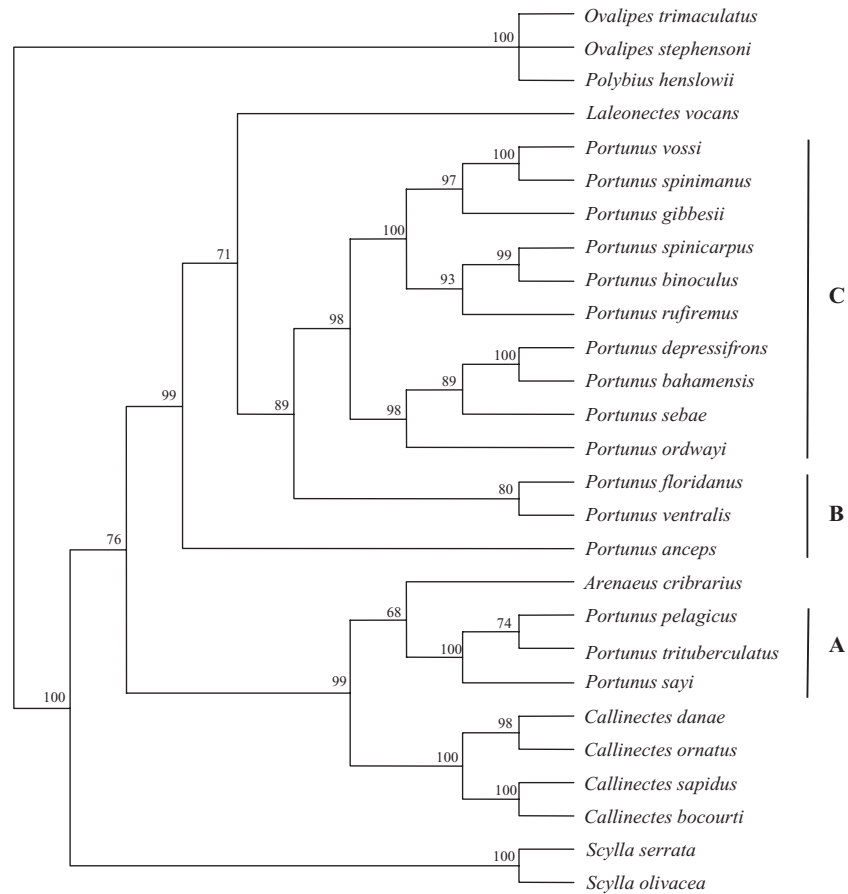 Ovalipes trimaculatus
100
Ovalipes stephensoni
Polybius henslowii
Laleonectes vocans
Portunus vossi
100
Portunus spinimanus
97
Portunus gibbesii
100
Portunus spinicarpus
99
71
Portunus binoculus
93
C
Portunus rufiremus
98
Portunus depressifrons
100
Portunus bahamensis
89
99
89
Portunus sebae
98
Portunus ordwayi
Portunus floridanus
80
Portunus ventralis
B
76
Portunus anceps
Arenaeus cribrarius
68
Portunus pelagicus
74
A
100
Portunus trituberculatus
99
Portunus sayi
100
Callinectes danae
98
Callinectes ornatus
100
Callinectes sapidus
100
Callinectes bocourti
Scylla serrata
100
Scylla olivacea